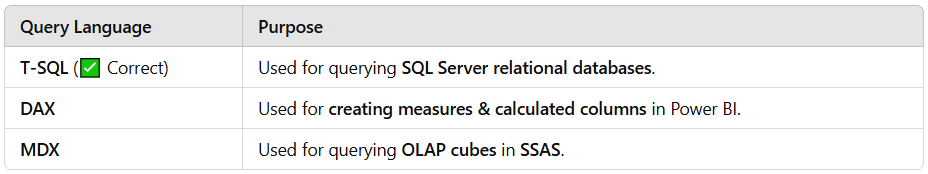 Query Language Purpose
T-SQL (✅ Correct) Used for querying SQL Server relational databases.
DAX Used for creating measures & calculated columns in Power BI.
MDX Used for querying OLAP cubes in SSAS.